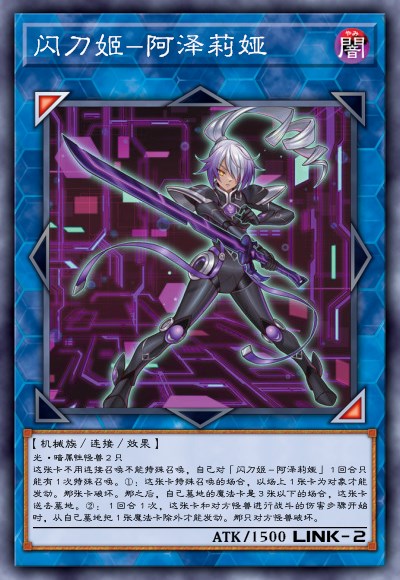 闪刀姬-阿泽莉娅
やみ
闇
【机械族/连接/效果】
光·暗属性怪兽2只
这张卡不用连接召唤不能特殊召唤，自己对「闪刀姬-阿泽莉娅」1回合只
能有1次特殊召唤。①：这张卡特殊召唤的场合，以场上1张卡为对象才能
发动。那张卡破坏。那之后，自己墓地的魔法卡是3张以下的场合，这张卡
送去墓地。②：1回合1次，这张卡和对方怪兽进行战斗的伤害步骤开始
时，从自己墓地把1张魔法卡除外才能发动。那只对方怪兽破坏。
ATK/1500 LINK-2